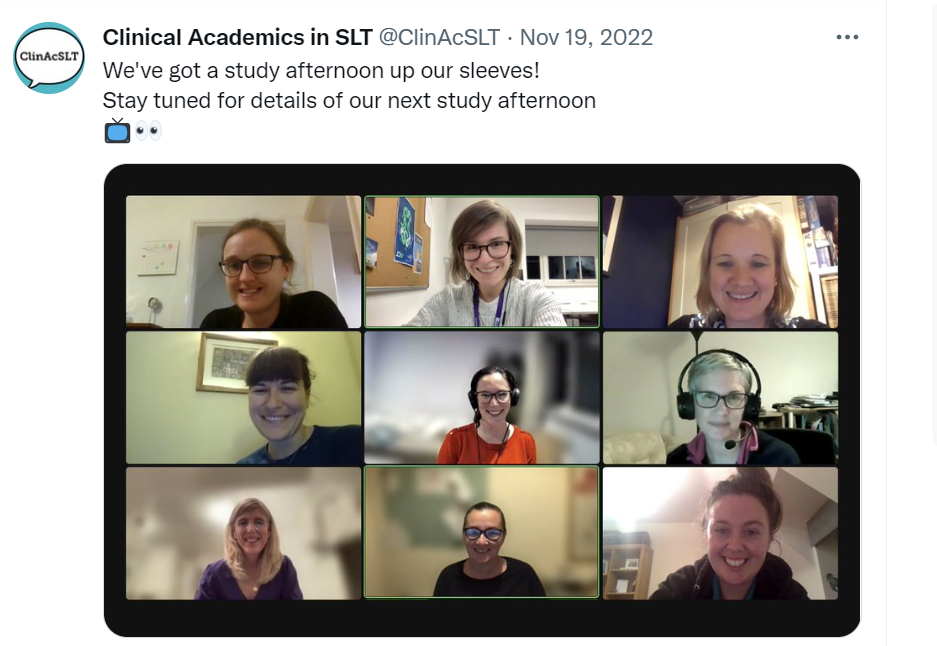 ClinAcSLT
Clinical Academics in SLT @ClinAcSLT · Nov 19, 2022
We've got a study afternoon up our sleeves!
Stay tuned for details of our next study afternoon
📺👀